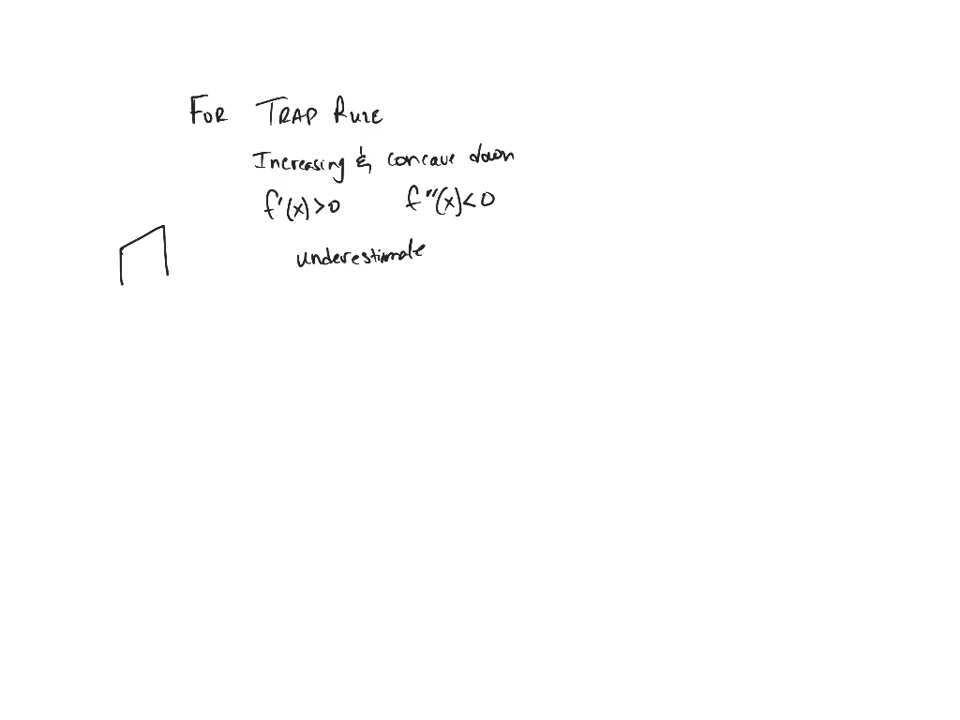 FOR TRAP RULE
Increasing & concave down
f'(x)>0 f"(x)<0
underestimate